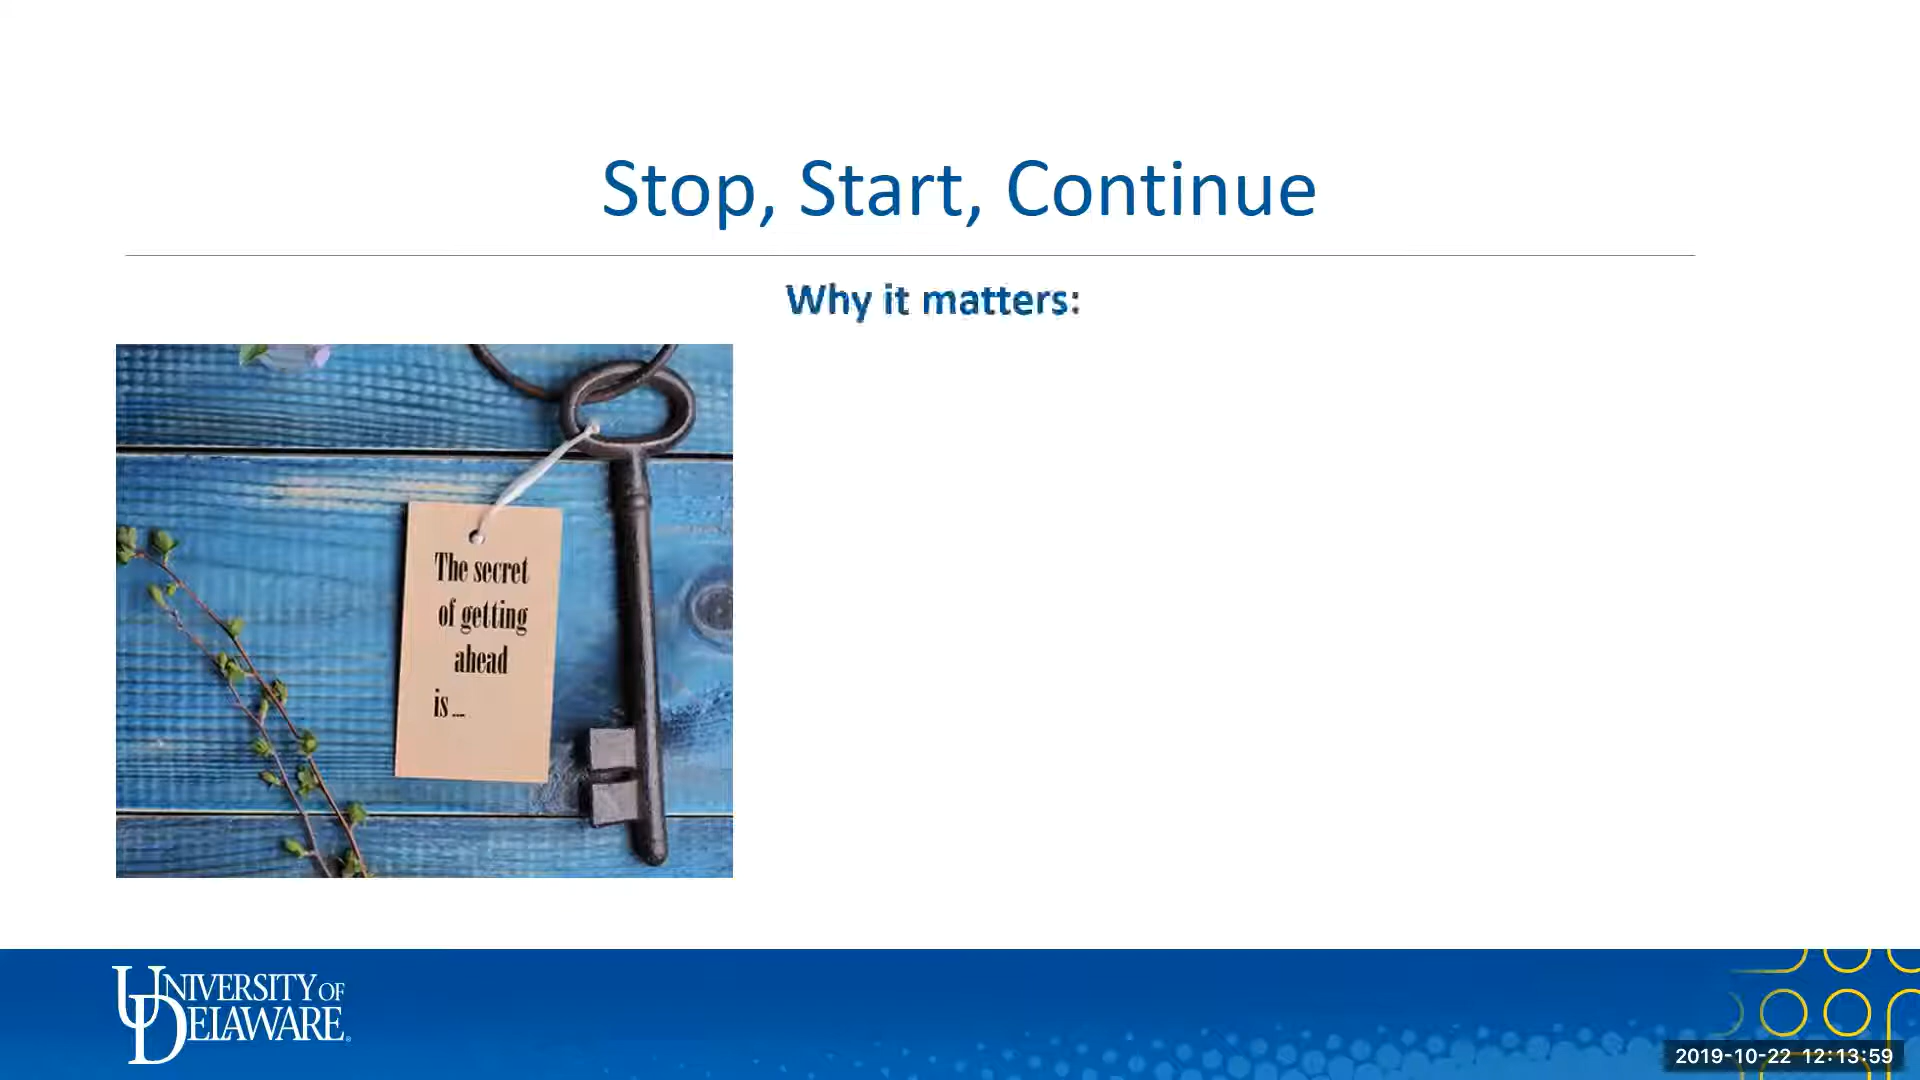 Stop, Start, Continue
Why it matters:
The secret
of getting
ahead
is ...
UNIVERSITY OF
DELAWARE
2019-10-22 12:13:59